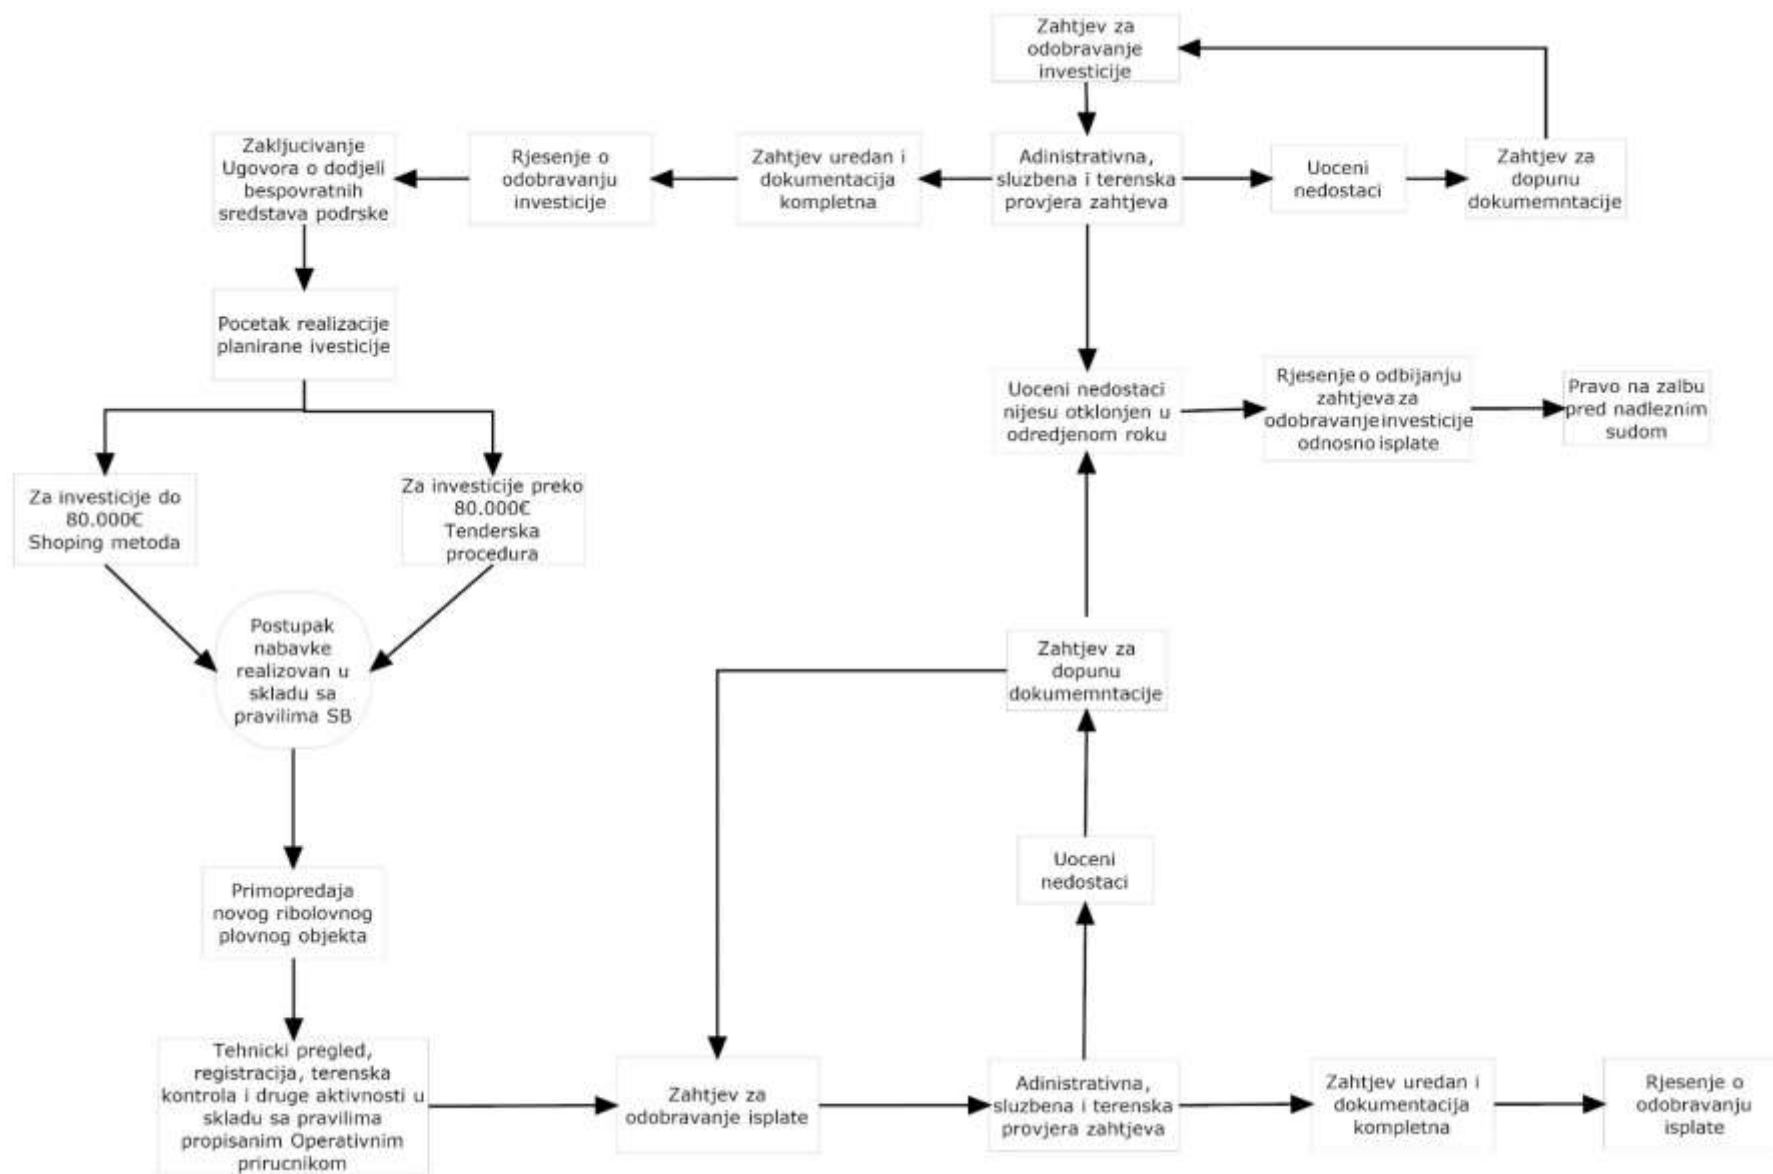 Zahtjev za
odobravanje
investicije
Zakljucivanje
Ugovora o dodjeli
bespovratnih
sredstava podrske
Rjesenje o
odobravanju
investicije
Zahtjev uredan i
dokumentacija
kompletna
Adinistrativna,
sluzbena i terenska
provjera zahtjeva
Uoceni
nedostaci
Zahtjev za
dopunu
dokumemntacije
Pocetak realizacije
planirane ivesticije
Uoceni nedostaci
nijesu otklonjen u
odredjenom roku
Rjesenje o odbijanju
zahtjeva za
odobravanje investicije
odnosno isplate
Pravo na zalbu
pred nadleznim
sudom
Za investicije do
80.000€
Shoping metoda
Za investicije preko
80.000€
Tenderska
procedura
Postupak
nabavke
realizovan u
skladu sa
pravilima SB
Zahtjev za
dopunu
dokumemntacije
Uoceni
nedostaci
Primopredaja
novog ribolovnog
plovnog objekta
Tehnicki pregled,
registracija, terenska
kontrola i druge aktivnosti u
skladu sa pravilima
propisanim Operativnim
prirucnikom
Zahtjev za
odobravanje isplate
Adinistrativna,
sluzbena i terenska
provjera zahtjeva
Zahtjev uredan i
dokumentacija
kompletna
Rjesenje o
odobravanju
isplate